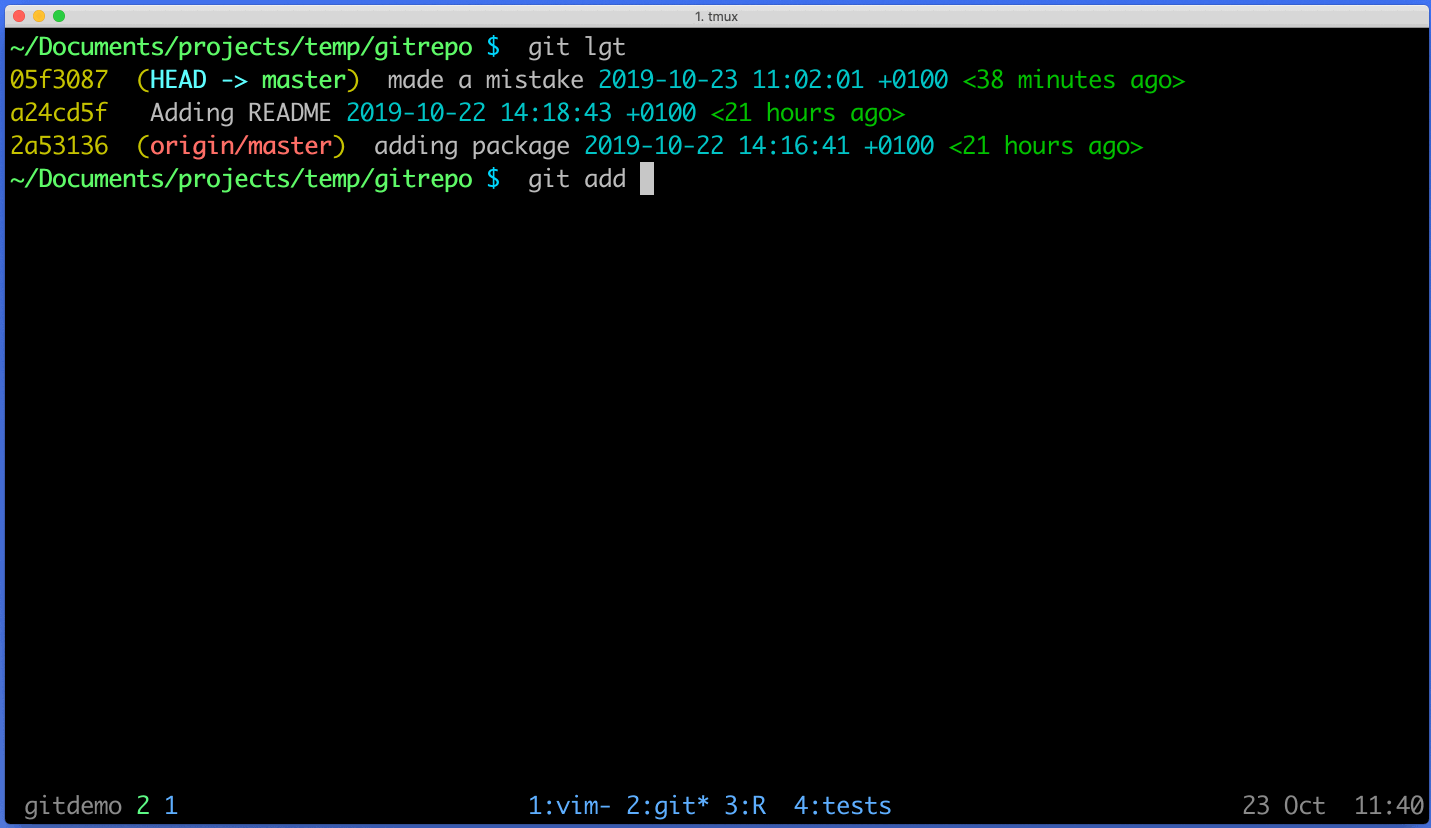 1. tmux
~/Documents/projects/temp/gitrepo $  git lgt
05f3087  (HEAD -> master)  made a mistake 2019-10-23 11:02:01 +0100 <38 minutes ago>
a24cd5f   Adding README 2019-10-22 14:18:43 +0100 <21 hours ago>
2a53136  (origin/master)  adding package 2019-10-22 14:16:41 +0100 <21 hours ago>
~/Documents/projects/temp/gitrepo $  git add
gitdemo 2 1 1:vim- 2:git* 3:R  4:tests 23 Oct  11:40